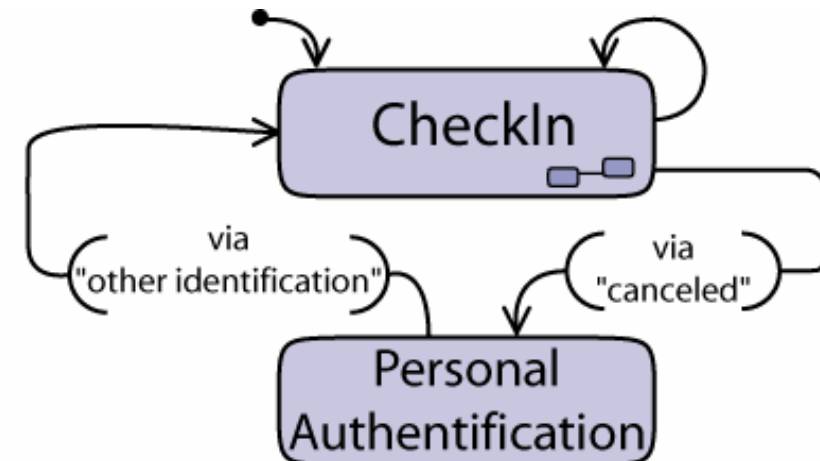 CheckIn
via
"other identification"
via
"canceled"
Personal
Authentification